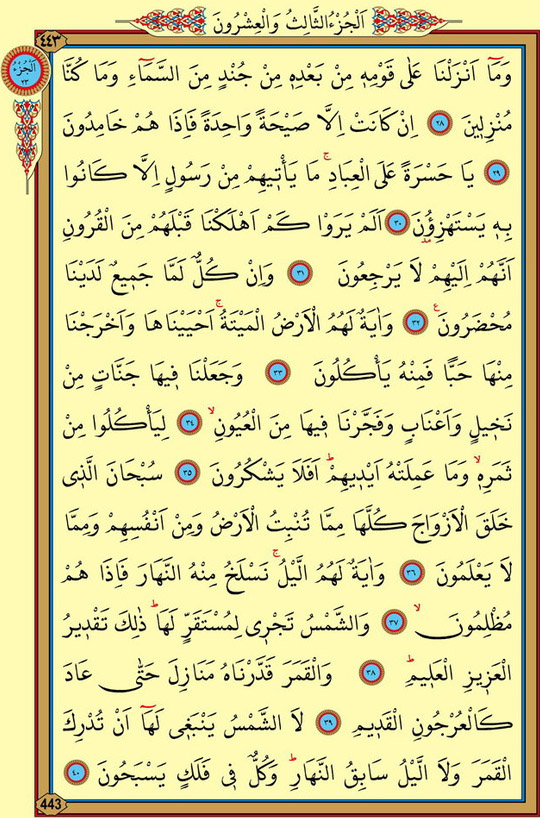 اَلْجُزْءُ الثَّالِثُ وَالْعِشْرُونَ
٤٤٣
اَلْجُزْءُ
٢٣
وَمَٓا اَنْزَلْنَا عَلٰى قَوْمِه۪ مِنْ بَعْدِه۪ مِنْ جُنْدٍ مِنَ السَّمَٓاءِ وَمَا كُنَّا
مُنْزِل۪ينَ ٢٨ اِنْ كَانَتْ اِلَّا صَيْحَةً وَاحِدَةً فَاِذَا هُمْ خَامِدُونَ
٢٩ يَا حَسْرَةً عَلَى الْعِبَادِۚ مَا يَأْت۪يهِمْ مِنْ رَسُولٍ اِلَّا كَانُوا
بِه۪ يَسْتَهْزِؤُ۫نَ ٣٠ اَلَمْ يَرَوْا كَمْ اَهْلَكْنَا قَبْلَهُمْ مِنَ الْقُرُونِ
اَنَّهُمْ اِلَيْهِمْ لَا يَرْجِعُونَ ٣١ وَاِنْ كُلٌّ لَمَّا جَم۪يعٌ لَدَيْنَا
مُحْضَرُونَ۟ ٣٢ وَاٰيَةٌ لَهُمُ الْاَرْضُ الْمَيْتَةُۚ اَحْيَيْنَاهَا وَاَخْرَجْنَا
مِنْهَا حَبًّا فَمِنْهُ يَأْكُلُونَ ٣٣ وَجَعَلْنَا ف۪يهَا جَنَّاتٍ مِنْ
نَخ۪يلٍ وَاَعْنَابٍ وَفَجَّرْنَا ف۪يهَا مِنَ الْعُيُونِۙ ٣٤ لِيَأْكُلُوا مِنْ
ثَمَرِه۪ۙ وَمَا عَمِلَتْهُ اَيْد۪يهِمْۜ اَفَلَا يَشْكُرُونَ ٣٥ سُبْحَانَ الَّذ۪ى
خَلَقَ الْاَزْوَاجَ كُلَّهَا مِمَّا تُنْبِتُ الْاَرْضُ وَمِنْ اَنْفُسِهِمْ وَمِمَّا
لَا يَعْلَمُونَ ٣٦ وَاٰيَةٌ لَهُمُ الَّيْلُۚ نَسْلَخُ مِنْهُ النَّهَارَ فَاِذَا هُمْ
مُظْلِمُونَۙ ٣٧ وَالشَّمْسُ تَجْر۪ى لِمُسْتَقَرٍّ لَهَاۜ ذٰلِكَ تَقْد۪يرُ
الْعَز۪يزِ الْعَل۪يمِۜ ٣٨ وَالْقَمَرَ قَدَّرْنَاهُ مَنَازِلَ حَتّٰى عَادَ
كَالْعُرْجُونِ الْقَد۪يمِ ٣٩ لَا الشَّمْسُ يَنْبَغ۪ى لَهَٓا اَنْ تُدْرِكَ
الْقَمَرَ وَلَا الَّيْلُ سَابِقُ النَّهَارِۜ وَكُلٌّ ف۪ى فَلَكٍ يَسْبَحُونَ ٤٠
443